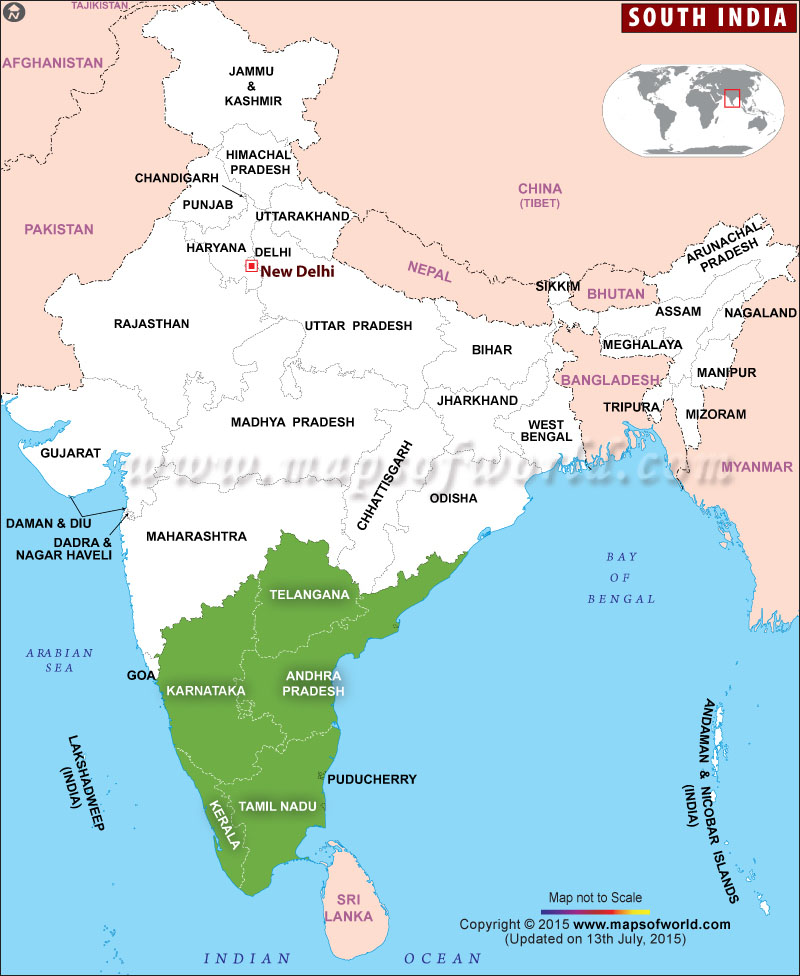 TAJIKISTAN
N
SOUTH INDIA
AFGHANISTAN
JAMMU
&
KASHMIR
HIMACHAL
PRADESH
CHANDIGARH
PUNJAB
UTTARAKHAND
CHINA
(TIBET)
PAKISTAN
HARYANA
DELHI
New Delhi
NEPAL
ARUNACHAL
PRADESH
SIKKIM
BHUTAN
ASSAM
NAGALAND
RAJASTHAN
UTTAR PRADESH
BIHAR
MEGHALAYA
MANIPUR
BANGLADESH
JHARKHAND
TRIPURA
MIZORAM
MADHYA PRADESH
WEST
BENGAL
GUJARAT
www.mapsofworld.com
MYANMAR
CHHATTISGARH
ODISHA
DAMAN & DIU
DADRA &
NAGAR HAVELI
MAHARASHTRA
BAY
OF
BENGAL
TELANGANA
ARABIAN
SEA
GOA
KARNATAKA
ANDHRA
PRADESH
LAKSHADWEEP
(INDIA)
PUDUCHERRY
ANDAMAN & NICOBAR ISLANDS
(INDIA)
KERALA
TAMIL NADU
SRI
LANKA
Map not to Scale
Copyright © 2015 www.mapsofworld.com
(Updated on 13th July, 2015)
INDIAN OCEAN